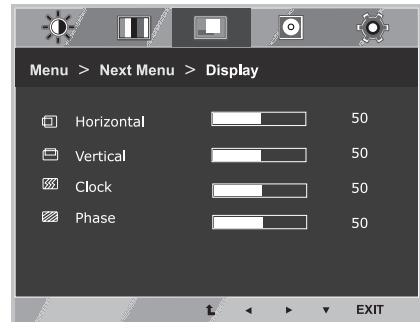 Menu > Next Menu > Display
Horizontal 50
Vertical 50
Clock 50
Phase 50
EXIT